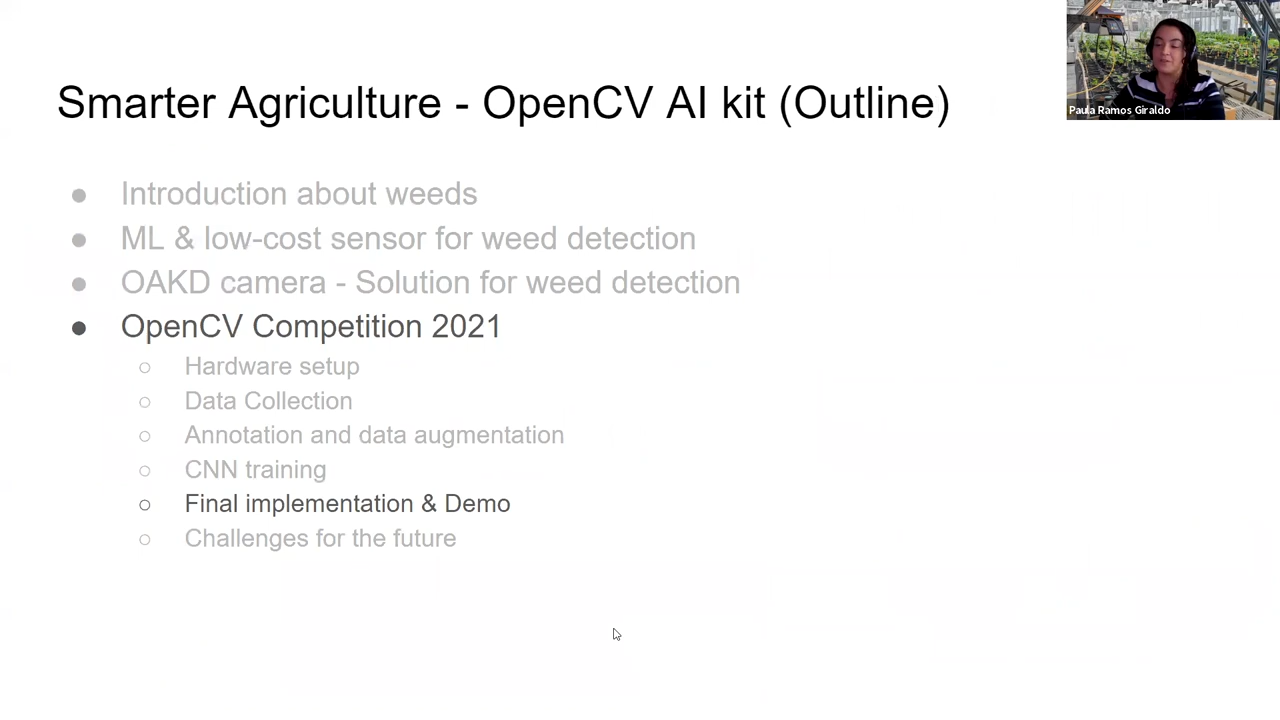 Smarter Agriculture - OpenCV AI kit (Outline)
Paula Ramos Giraldo
● Introduction about weeds
● ML & low-cost sensor for weed detection
● OAKD camera - Solution for weed detection
● OpenCV Competition 2021
○ Hardware setup
○ Data Collection
○ Annotation and data augmentation
○ CNN training
○ Final implementation & Demo
○ Challenges for the future